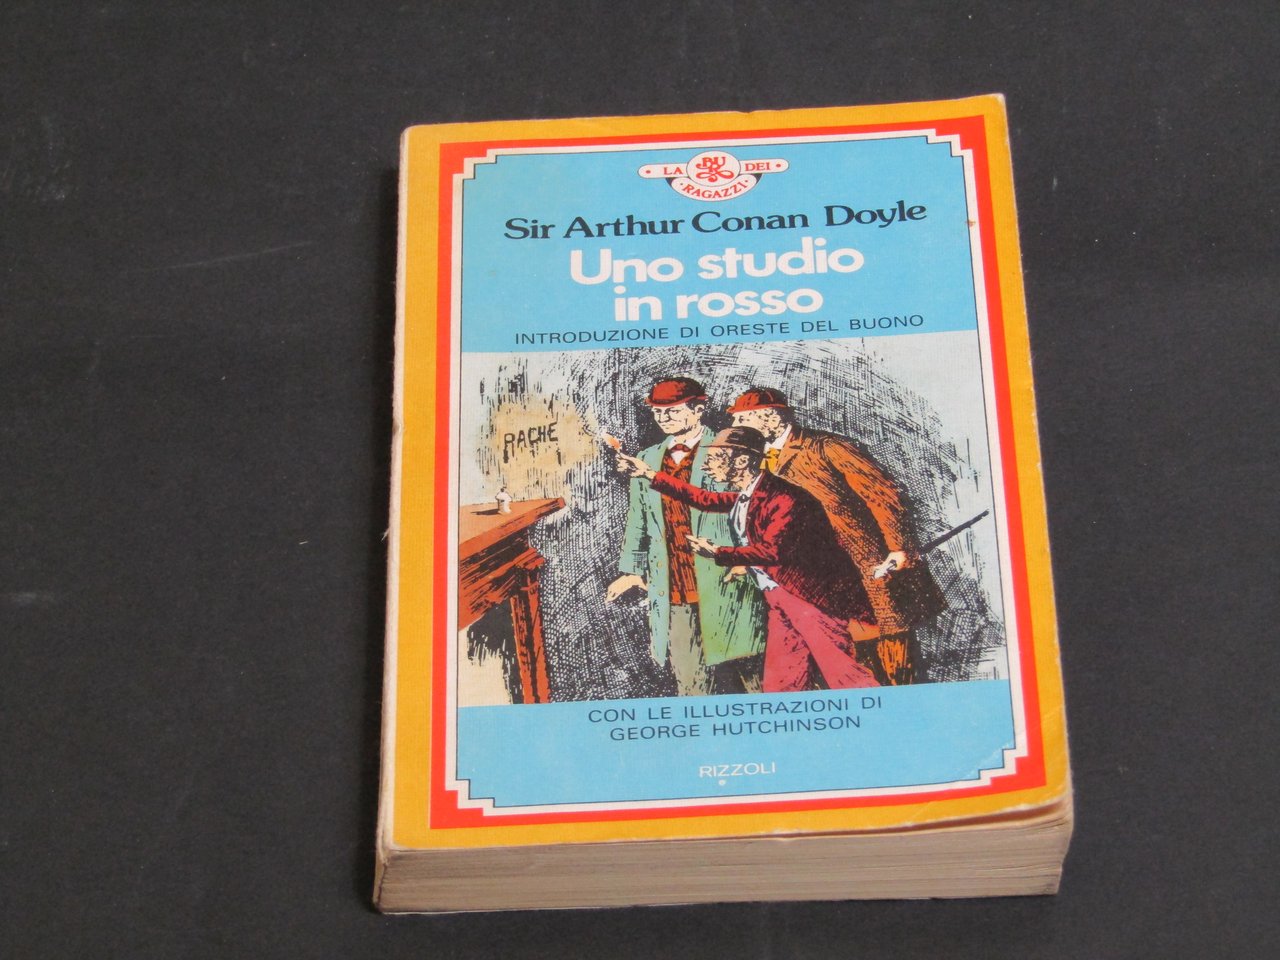 LA BUR DEI
RAGAZZI
Sir Arthur Conan Doyle
Uno studio
in rosso
INTRODUZIONE DI ORESTE DEL BUONO
RACHE
CON LE ILLUSTRAZIONI DI
GEORGE HUTCHINSON
RIZZOLI